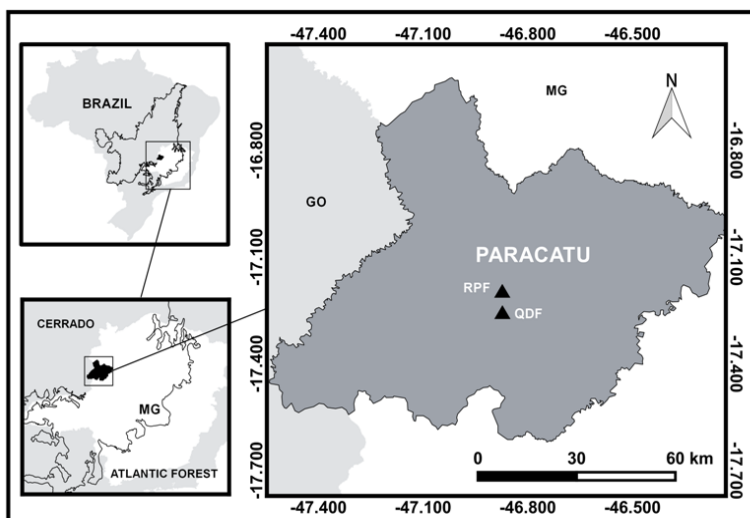 -47.400 -47.100 -46.800 -46.500
BRAZIL
MG
N
-16.800
-16.800
GO
-17.100
-17.100
PARACATU
RPF
QDF
CERRADO
-17.400
-17.400
MG
ATLANTIC FOREST
-17.700
-17.700
0 30 60 km
-47.400 -47.100 -46.800 -46.500